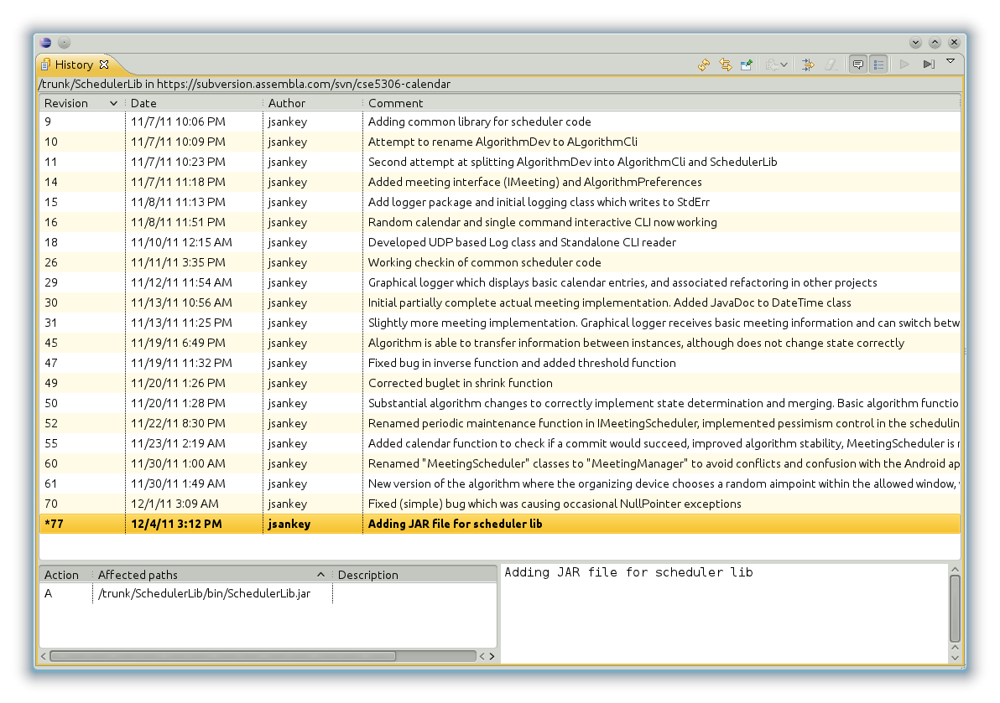 History
/trunk/SchedulerLib in https://subversion.assembla.com/svn/cse5306-calendar
Revision Date Author Comment
9 11/7/11 10:06 PM jsankey Adding common library for scheduler code
10 11/7/11 10:09 PM jsankey Attempt to rename AlgorithmDev to ALgorithmCli
11 11/7/11 10:23 PM jsankey Second attempt at splitting AlgorithmDev into AlgorithmCli and SchedulerLib
14 11/7/11 11:18 PM jsankey Added meeting interface (IMeeting) and AlgorithmPreferences
15 11/8/11 11:13 PM jsankey Add logger package and initial logging class which writes to StdErr
16 11/8/11 11:51 PM jsankey Random calendar and single command interactive CLI now working
18 11/10/11 12:15 AM jsankey Developed UDP based Log class and Standalone CLI reader
26 11/11/11 3:35 PM jsankey Working checkin of common scheduler code
29 11/12/11 11:54 AM jsankey Graphical logger which displays basic calendar entries, and associated refactoring in other projects
30 11/13/11 10:56 AM jsankey Initial partially complete actual meeting implementation. Added JavaDoc to DateTime class
31 11/13/11 11:25 PM jsankey Slightly more meeting implementation. Graphical logger receives basic meeting information and can switch betw
45 11/19/11 6:49 PM jsankey Algorithm is able to transfer information between instances, although does not change state correctly
47 11/19/11 11:32 PM jsankey Fixed bug in inverse function and added threshold function
49 11/20/11 1:26 PM jsankey Corrected buglet in shrink function
50 11/20/11 1:28 PM jsankey Substantial algorithm changes to correctly implement state determination and merging. Basic algorithm functio
52 11/22/11 8:30 PM jsankey Renamed periodic maintenance function in IMeetingScheduler, implemented pessimism control in the schedulin
55 11/23/11 2:19 AM jsankey Added calendar function to check if a commit would succeed, improved algorithm stability, MeetingScheduler is
60 11/30/11 1:00 AM jsankey Renamed "MeetingScheduler" classes to "MeetingManager" to avoid conflicts and confusion with the Android ap
61 11/30/11 1:49 AM jsankey New version of the algorithm where the organizing device chooses a random aimpoint within the allowed window,
70 12/1/11 3:09 AM jsankey Fixed (simple) bug which was causing occasional NullPointer exceptions
*77 12/4/11 3:12 PM jsankey Adding JAR file for scheduler lib
Action Affected paths Description
A /trunk/SchedulerLib/bin/SchedulerLib.jar
Adding JAR file for scheduler lib